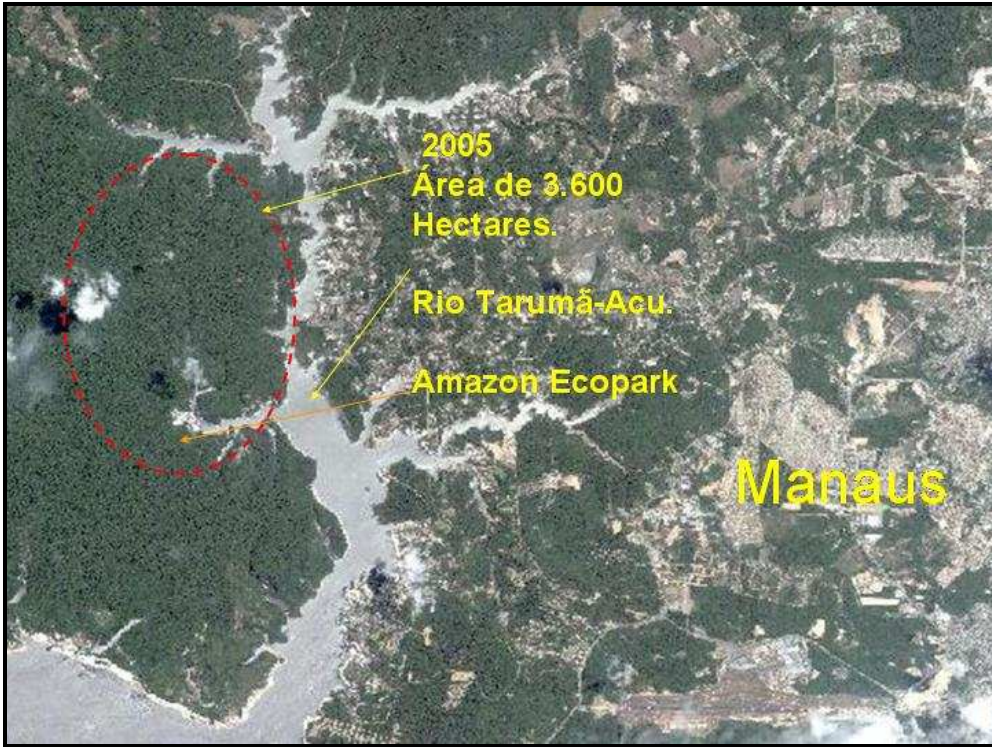 2005
Área de 3.600
Hectares.
Rio Tarumã-Acu.
Amazon Ecopark
Manaus